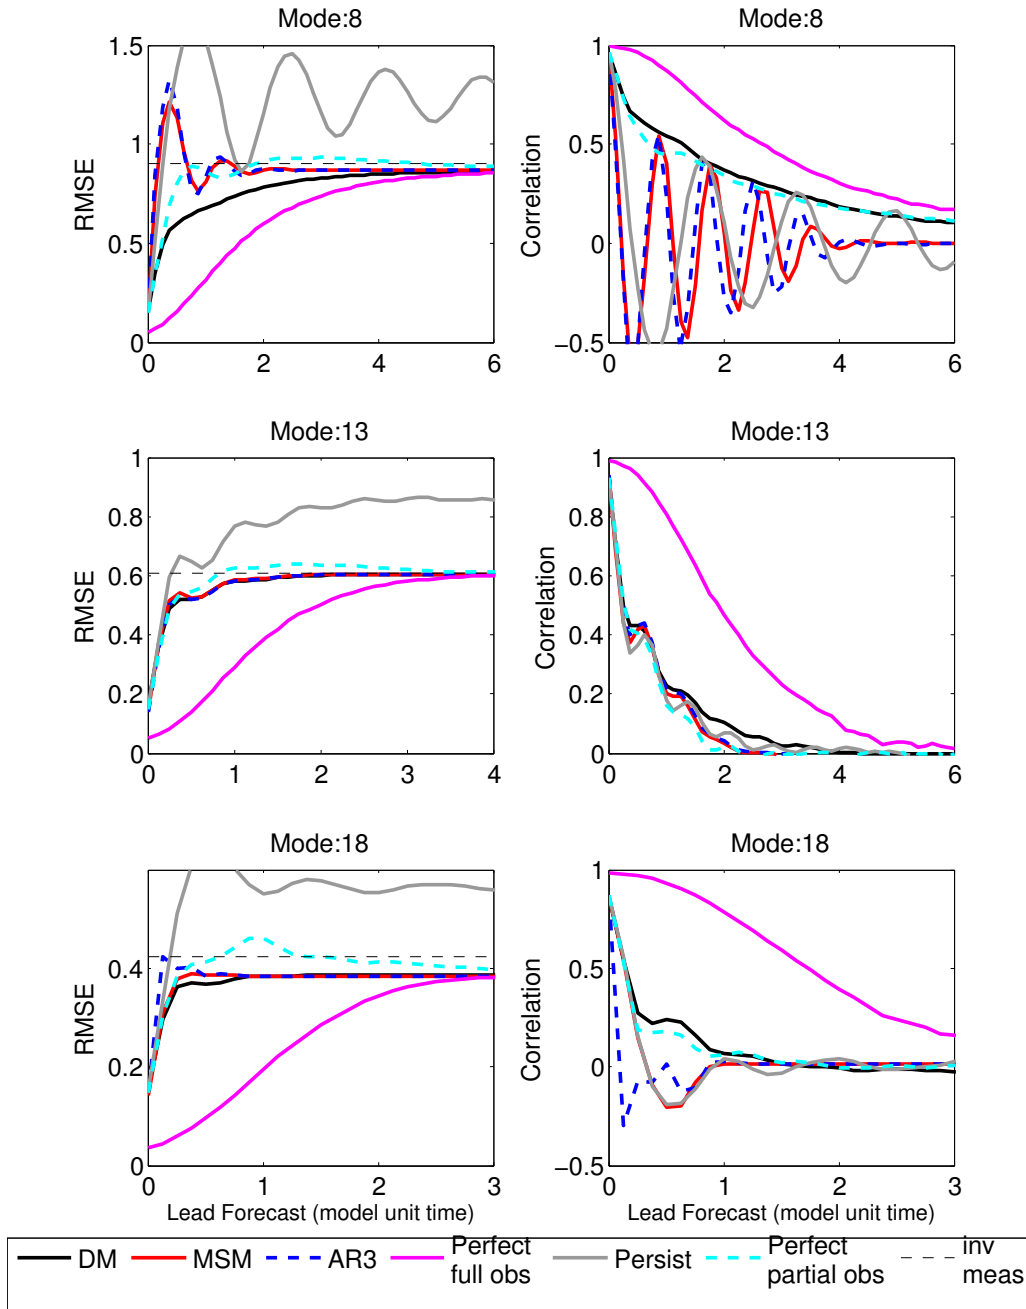 Mode:8
Mode:8
1.5
1
0.5
0
RMSE
0 2 4 6
1
0.5
0
−0.5
Correlation
0 2 4 6
Mode:13
Mode:13
1
0.8
0.6
0.4
0.2
0
RMSE
0 1 2 3 4
1
0.8
0.6
0.4
0.2
0
Correlation
0 2 4 6
Mode:18
Mode:18
0.4
0.2
0
RMSE
0 1 2 3
Lead Forecast (model unit time)
1
0.5
0
−0.5
Correlation
0 1 2 3
Lead Forecast (model unit time)
DM
MSM
AR3
Perfect
full obs
Persist
Perfect
partial obs
inv
meas